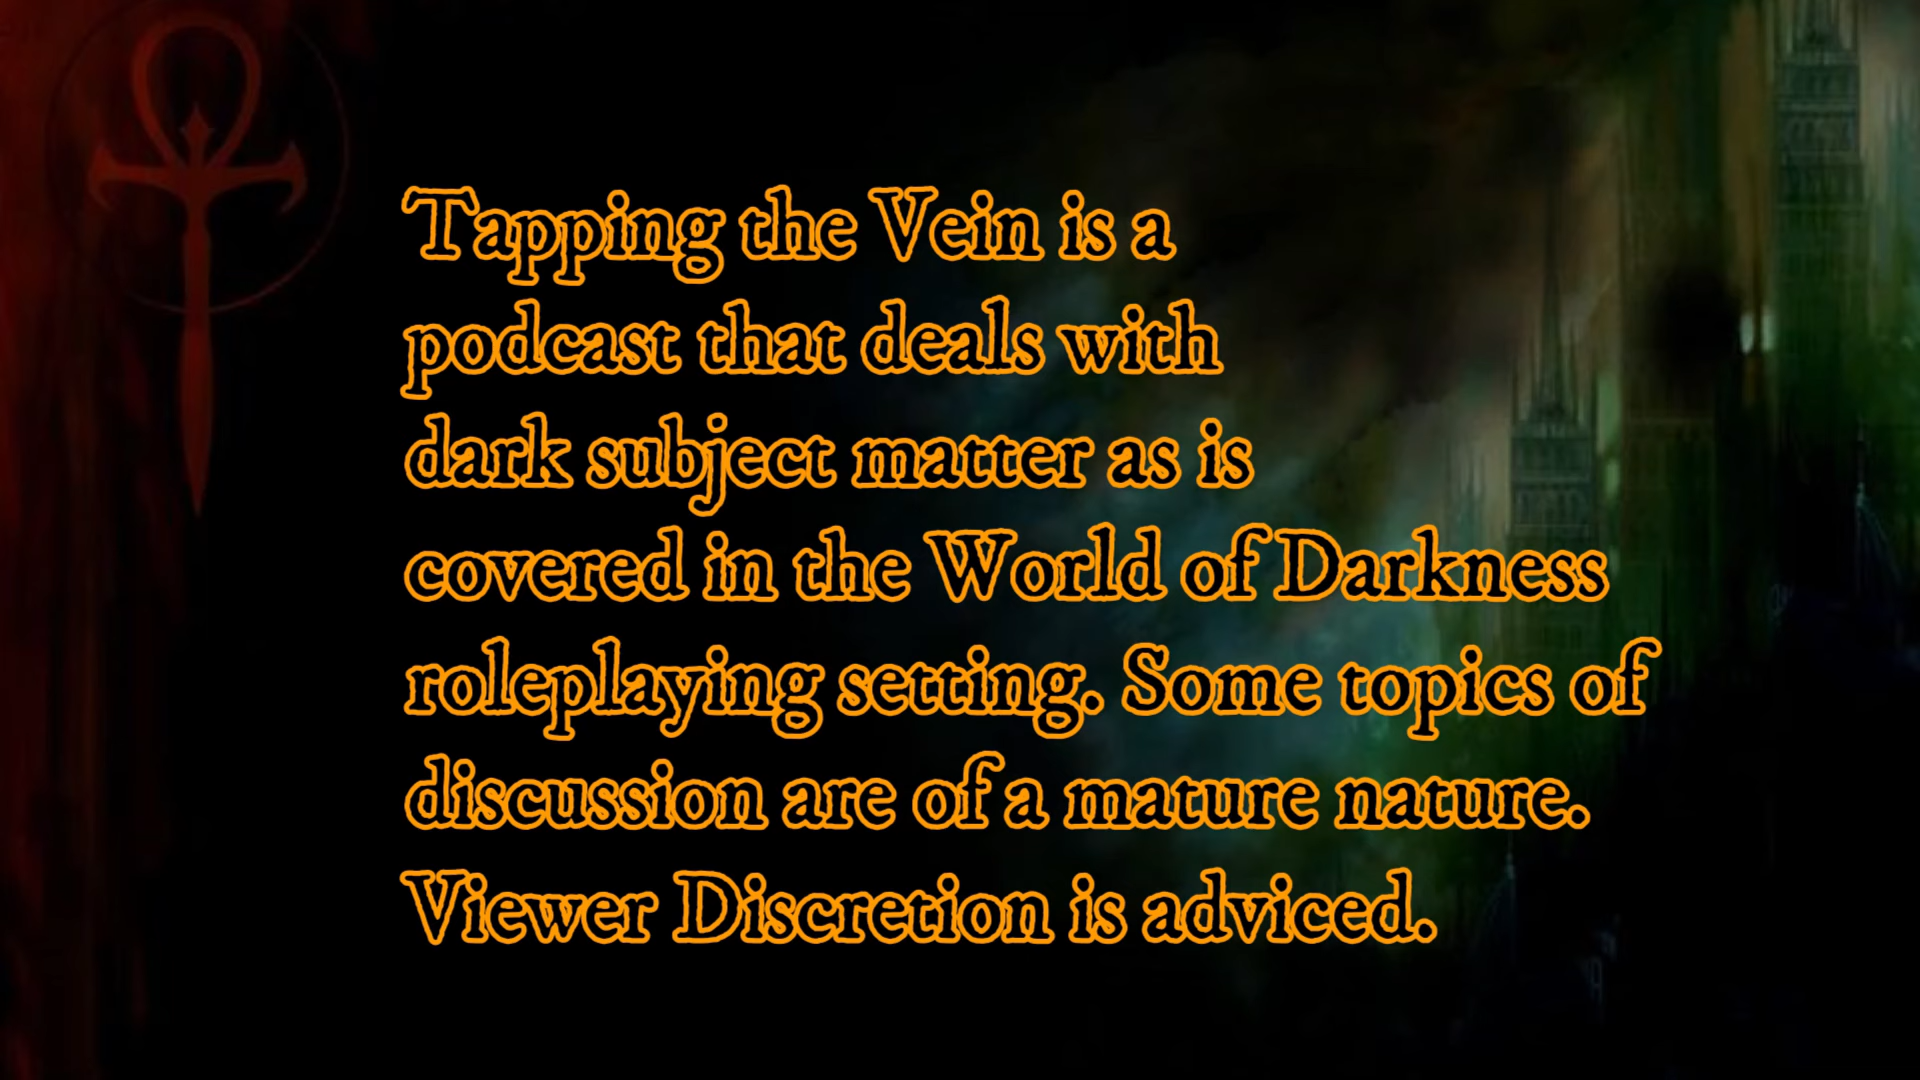 Tapping the Vein is a
podcast that deals with
dark subject matter as is
covered in the World of Darkness
roleplaying setting. Some topics of
discussion are of a mature nature.
Viewer Discretion is adviced.